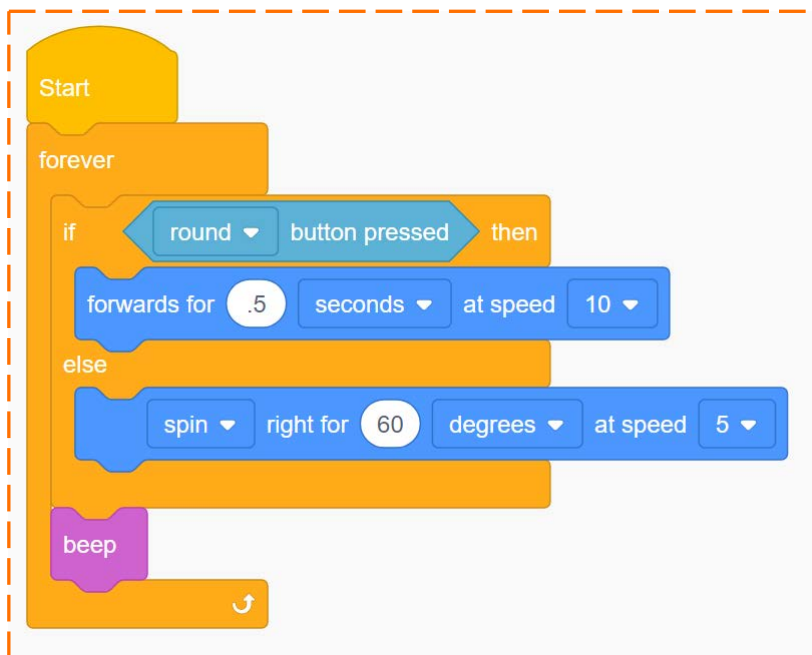 Start
forever
if round button pressed then
forwards for .5 seconds at speed 10
else
spin right for 60 degrees at speed 5
beep